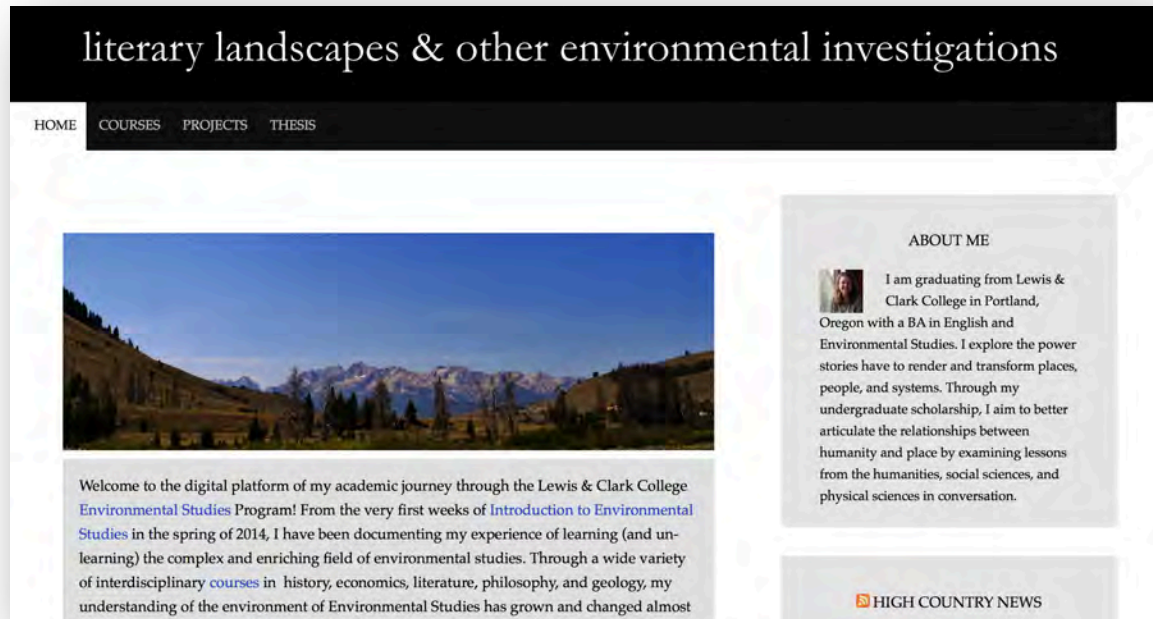 literary landscapes & other environmental investigations
HOME COURSES PROJECTS THESIS
Welcome to the digital platform of my academic journey through the Lewis & Clark College
Environmental Studies Program! From the very first weeks of Introduction to Environmental
Studies in the spring of 2014, I have been documenting my experience of learning (and un-
learning) the complex and enriching field of environmental studies. Through a wide variety
of interdisciplinary courses in history, economics, literature, philosophy, and geology, my
understanding of the environment of Environmental Studies has grown and changed almost
ABOUT ME
I am graduating from Lewis &
Clark College in Portland,
Oregon with a BA in English and
Environmental Studies. I explore the power
stories have to render and transform places,
people, and systems. Through my
undergraduate scholarship, I aim to better
articulate the relationships between
humanity and place by examining lessons
from the humanities, social sciences, and
physical sciences in conversation.
HIGH COUNTRY NEWS